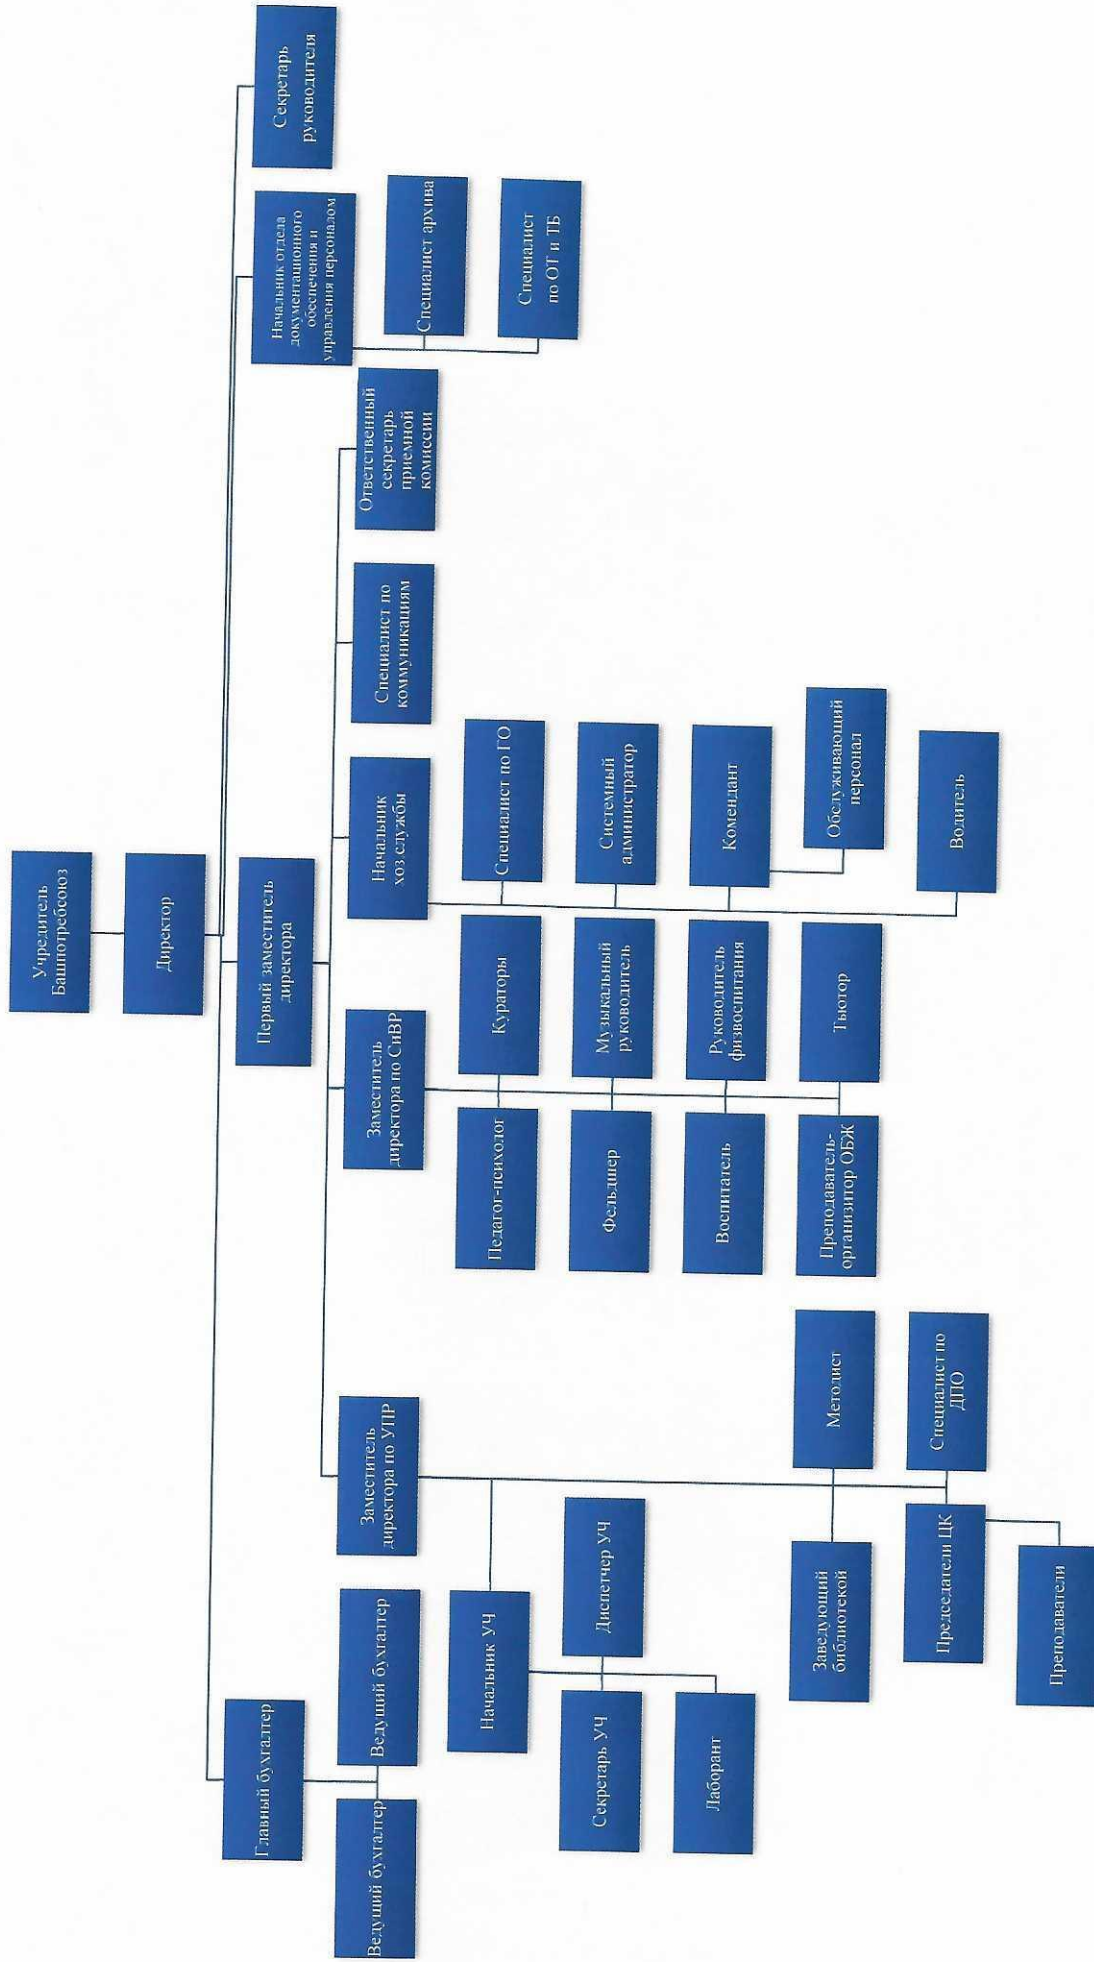 Учредитель
Башпотребсоюз
Директор
Первый заместитель
директора
Главный бухгалтер
Ведущий бухгалтер
Ведущий бухгалтер
Начальник отдела
документационного
обеспечения и
управления персоналом
Специалист архива
Специалист
по ОТ и ТБ
Секретарь
руководителя
Заместитель
директора по УПР
Начальник УЧ
Секретарь УЧ
Диспетчер УЧ
Лаборант
Заведующий
библиотекой
Методист
Председатели ЦК
Специалист по
ДПО
Преподаватели
Заместитель
директора по СиВР
Педагог-психолог
Кураторы
Фельдшер
Музыкальный
руководитель
Воспитатель
Руководитель
физвоспитания
Преподаватель-
организитор ОБЖ
Тьютор
Начальник
хоз службы
Специалист по ГО
Системный
администратор
Комендант
Обслуживающий
персонал
Водитель
Специалист по
коммуникациям
Ответственный
секретарь
приемной
комиссии